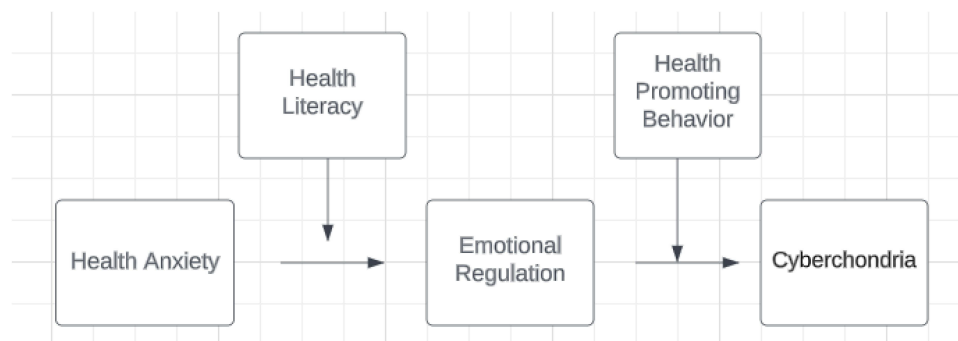 Health
Literacy
Health
Promoting
Behavior
Health Anxiety
Emotional
Regulation
Cyberchondria